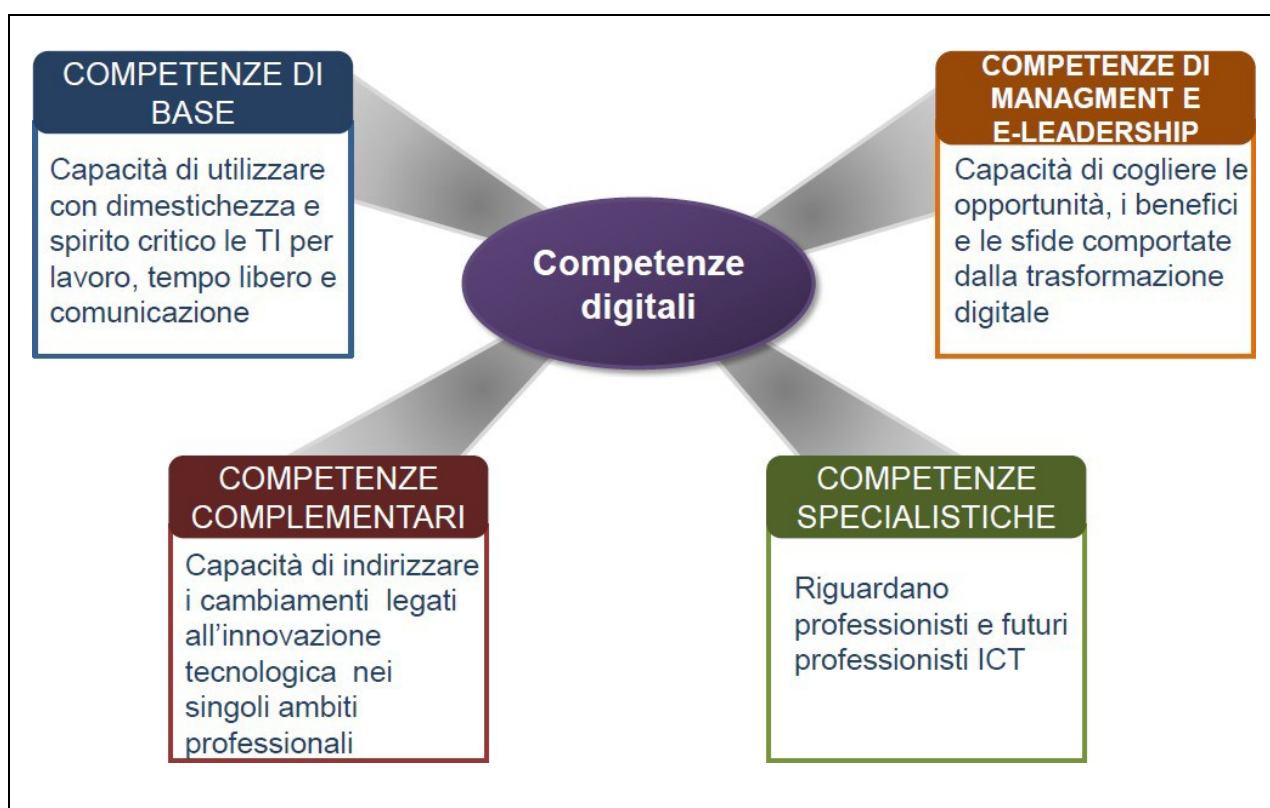 COMPETENZE DI
BASE
Capacità di utilizzare
con dimestichezza e
spirito critico le TI per
lavoro, tempo libero e
comunicazione
COMPETENZE DI
MANAGMENT E
E-LEADERSHIP
Capacità di cogliere le
opportunità, i benefici
e le sfide comportate
dalla trasformazione
digitale
Competenze
digitali
COMPETENZE
COMPLEMENTARI
Capacità di indirizzare
i cambiamenti legati
all'innovazione
tecnologica nei
singoli ambiti
professionali
COMPETENZE
SPECIALISTICHE
Riguardano
professionisti e futuri
professionisti ICT